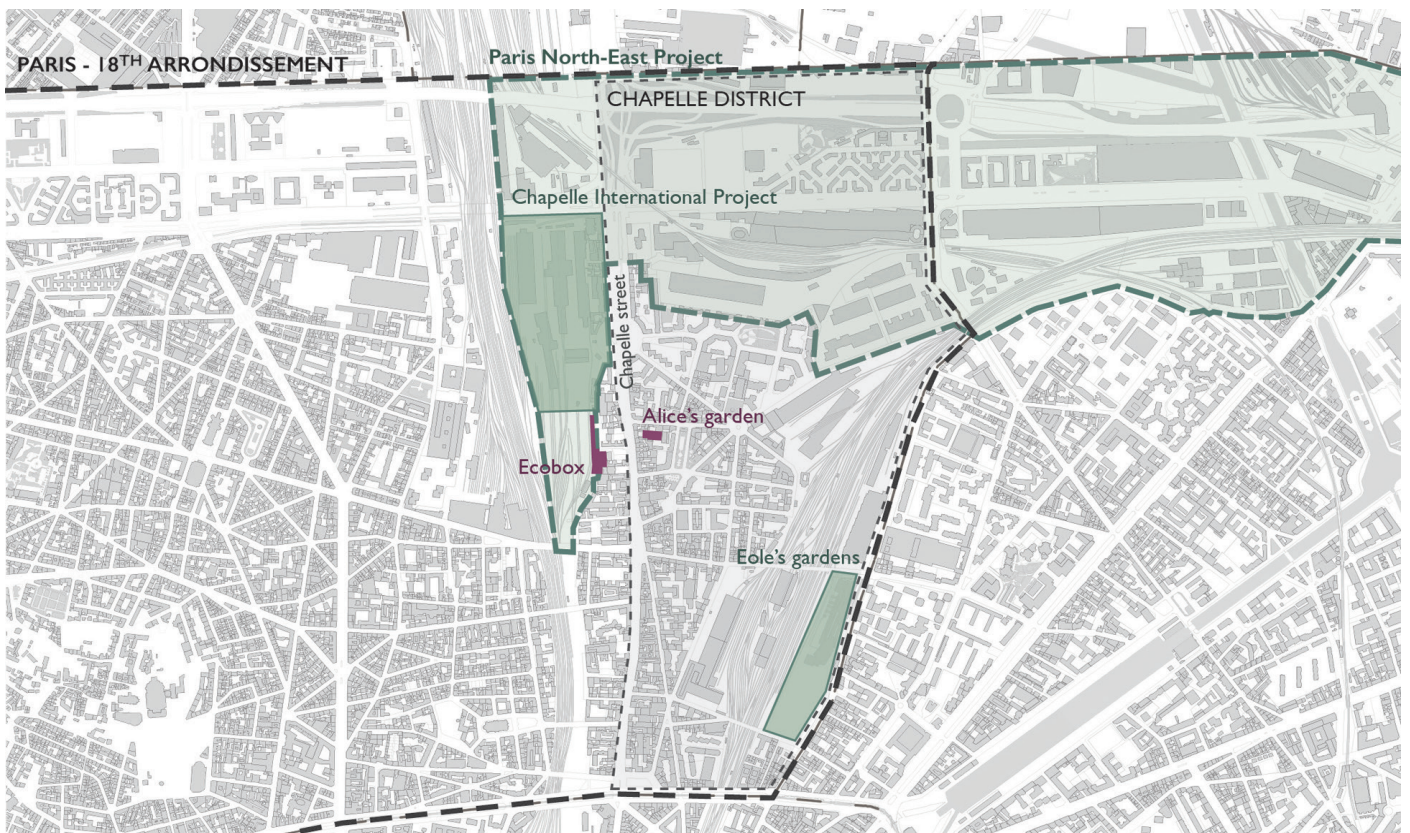 PARIS - 18TH ARRONDISSEMENT
Paris North-East Project
CHAPELLE DISTRICT
Chapelle International Project
Chapelle street
Alice's garden
Ecobox
Eole's gardens